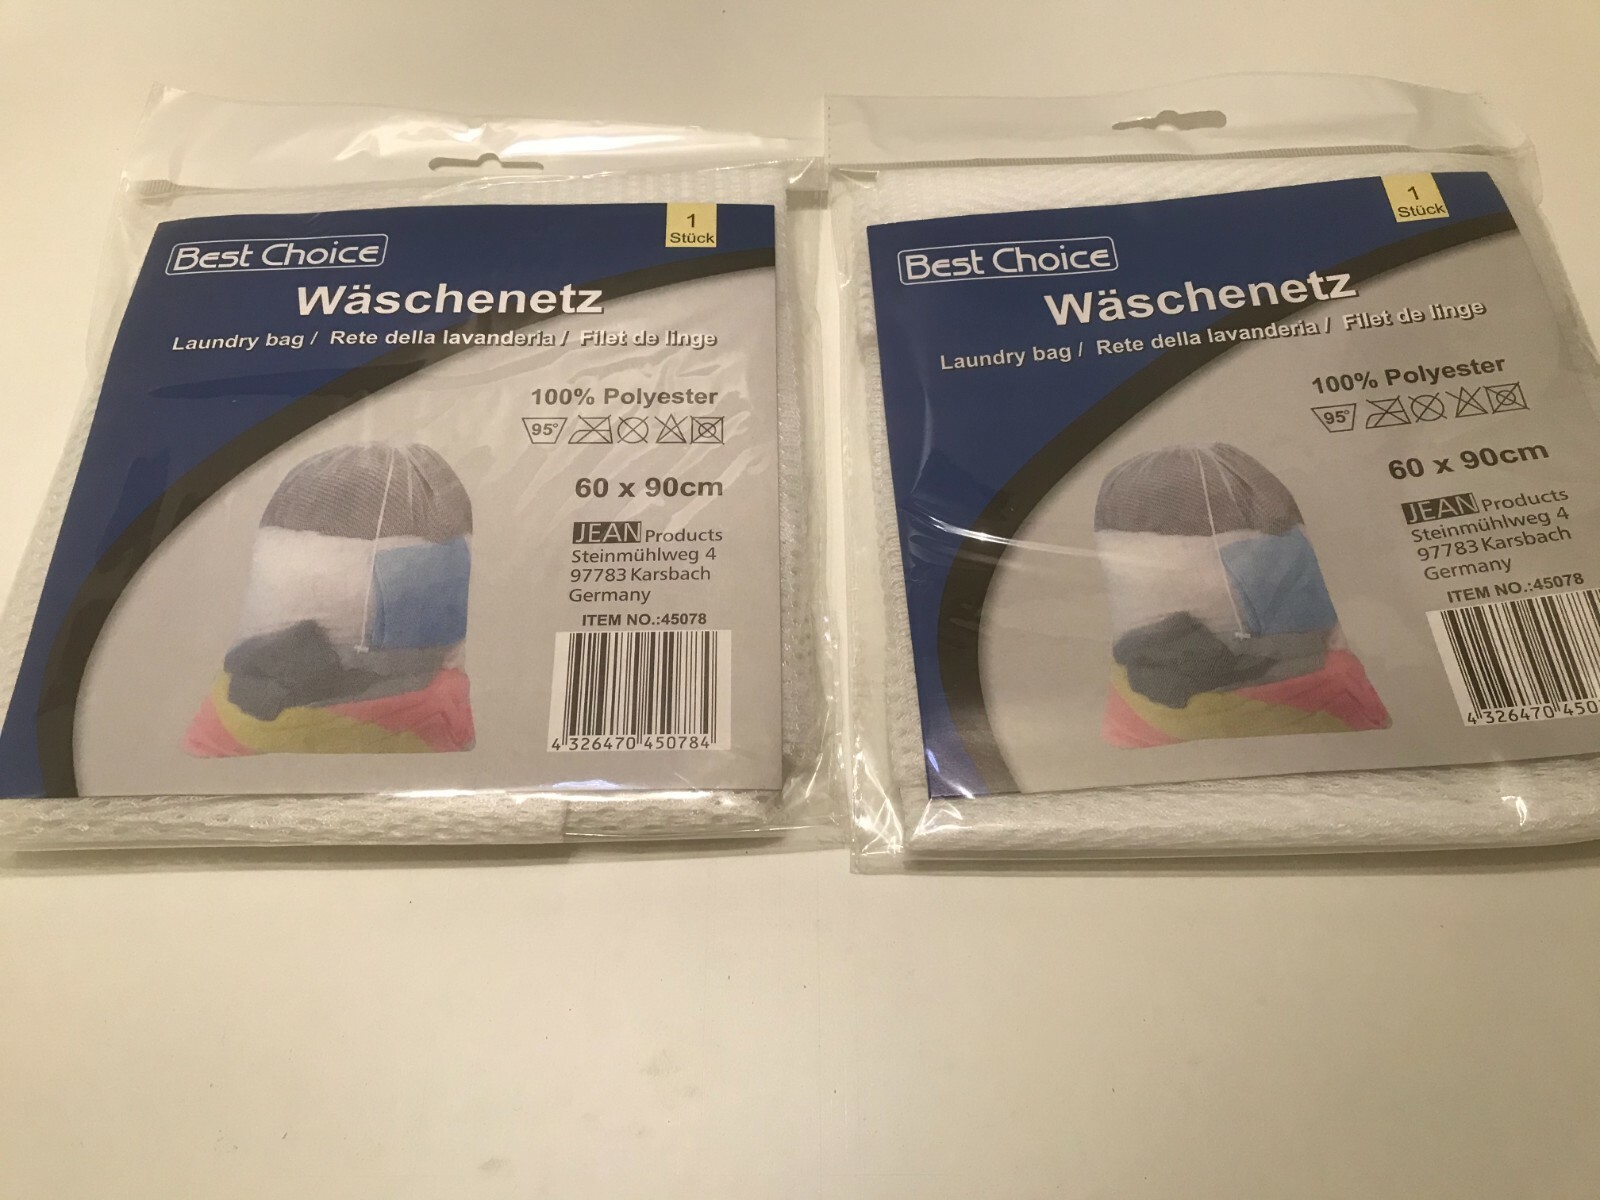 1
Stück
Best Choice
Wäschenetz
Laundry bag / Rete della lavanderia / Filet de linge
100% Polyester
95°
60 x 90cm
JEAN Products
Steinmühlweg 4
97783 Karsbach
Germany
ITEM NO.:45078
4 326470 450784
1
Stück
Best Choice
Wäschenetz
Laundry bag / Rete della lavanderia / Filet de linge
100% Polyester
95°
60 x 90cm
JEAN Products
Steinmühlweg 4
97783 Karsbach
Germany
ITEM NO.:45078
4 326470 450